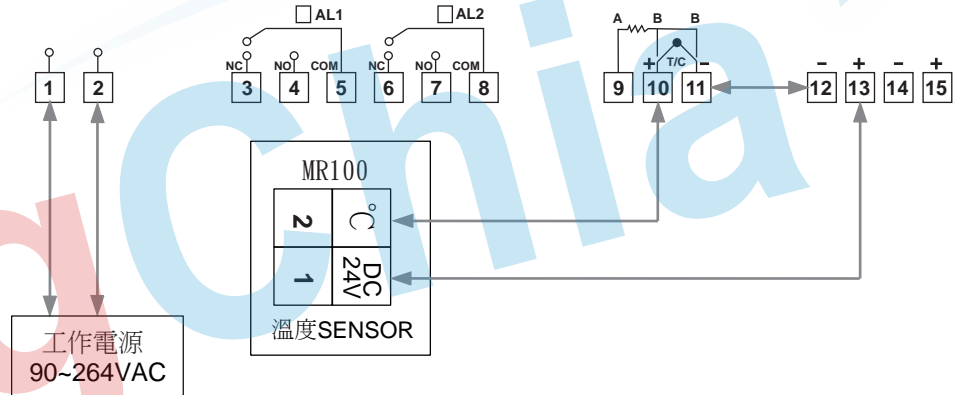 AL1 AL2
A B B
NC NO COM NC NO COM + T/C - - + - +
1 2 3 4 5 6 7 8 9 10 11 12 13 14 15
MR100
2 °C
1 DC 24V
溫度SENSOR
工作電源
90~264VAC
qChia